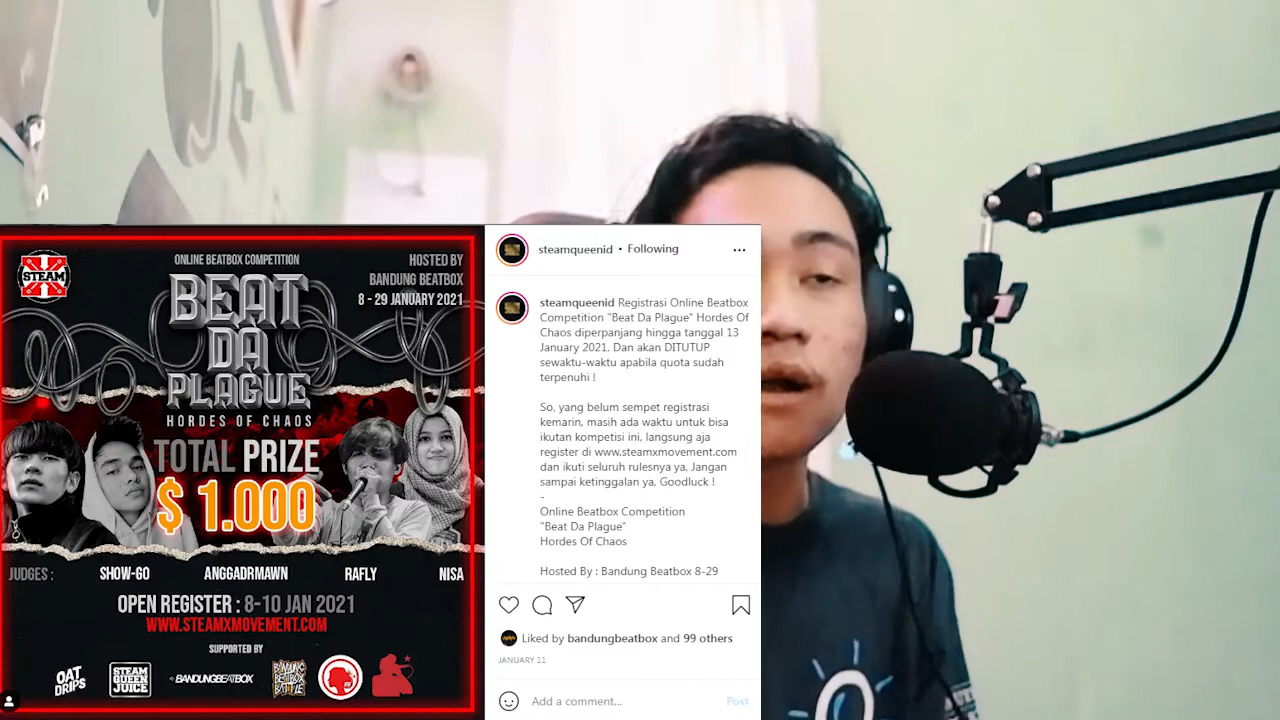 STEAM
ONLINE BEATBOX COMPETITION
BEAT
DA
PLAGUE
HORDES OF CHAOS
HOSTED BY
BANDUNG BEATBOX
8 - 29 JANUARY 2021
TOTAL PRIZE
$ 1.000
JUDGES :
SHOW-GO
ANGGADRMAWN
RAFLY
NISA
OPEN REGISTER : 8-10 JAN 2021
WWW.STEAMXMOVEMENT.COM
SUPPORTED BY
OAT
DRIPS
STEAM
QUEEN
JUICE
BANDUNGBEATBOX
BANDUNG
BEATBOX
BATTLE
steamqueenid • Following
steamqueenid Registrasi Online Beatbox
Competition "Beat Da Plague" Hordes Of
Chaos diperpanjang hingga tanggal 13
January 2021, Dan akan DITUTUP
sewaktu-waktu apabila quota sudah
terpenuhi !
So, yang belum sempet registrasi
kemarin, masih ada waktu untuk bisa
ikutan kompetisi ini, langsung aja
register di www.steamxmovement.com
dan ikuti seluruh rulesnya ya, Jangan
sampai ketinggalan ya, Goodluck !
-
Online Beatbox Competition
"Beat Da Plague"
Hordes Of Chaos
Hosted By : Bandung Beatbox 8-29
Liked by bandungbeatbox and 99 others
JANUARY 11
Add a comment...
Post